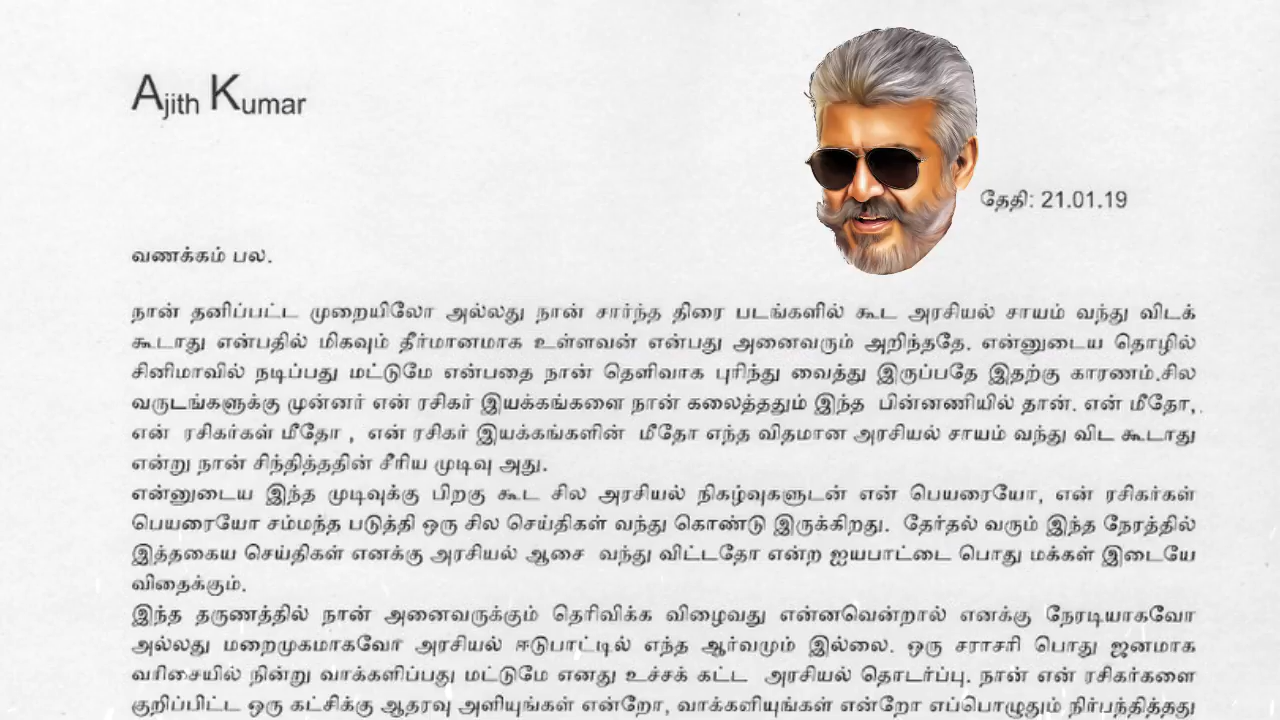 Ajith Kumar
தேதி: 21.01.19
வணக்கம் பல.
நான் தனிப்பட்ட முறையிலோ அல்லது நான் சார்ந்த திரை படங்களில் கூட அரசியல் சாயம் வந்து விடக்
கூடாது என்பதில் மிகவும் தீர்மானமாக உள்ளவன் என்பது அனைவரும் அறிந்ததே. என்னுடைய தொழில்
சினிமாவில் நடிப்பது மட்டுமே என்பதை நான் தெளிவாக புரிந்து வைத்து இருப்பதே இதற்கு காரணம்.சில
வருடங்களுக்கு முன்னர் என் ரசிகர் இயக்கங்களை நான் கலைத்ததும் இந்த பின்னணியில் தான். என் மீதோ,
என் ரசிகர்கள் மீதோ , என் ரசிகர் இயக்கங்களின் மீதோ எந்த விதமான அரசியல் சாயம் வந்து விட கூடாது
என்று நான் சிந்தித்ததின் சீரிய முடிவு அது.
என்னுடைய இந்த முடிவுக்கு பிறகு கூட சில அரசியல் நிகழ்வுகளுடன் என் பெயரையோ, என் ரசிகர்கள்
பெயரையோ சம்மந்த படுத்தி ஒரு சில செய்திகள் வந்து கொண்டு இருக்கிறது. தேர்தல் வரும் இந்த நேரத்தில்
இத்தகைய செய்திகள் எனக்கு அரசியல் ஆசை வந்து விட்டதோ என்ற ஐயபாட்டை பொது மக்கள் இடையே
விதைக்கும்.
இந்த தருணத்தில் நான் அனைவருக்கும் தெரிவிக்க விழைவது என்னவென்றால் எனக்கு நேரடியாகவோ
அல்லது மறைமுகமாகவோ அரசியல் ஈடுபாட்டில் எந்த ஆர்வமும் இல்லை. ஒரு சராசரி பொது ஜனமாக
வரிசையில் நின்று வாக்களிப்பது மட்டுமே எனது உச்சக் கட்ட அரசியல் தொடர்ப்பு. நான் என் ரசிகர்களை
குறிப்பிட்ட ஒரு கட்சிக்கு ஆதரவு அளியுங்கள் என்றோ, வாக்களியுங்கள் என்றோ எப்பொழுதும் நிர்பந்தித்தது